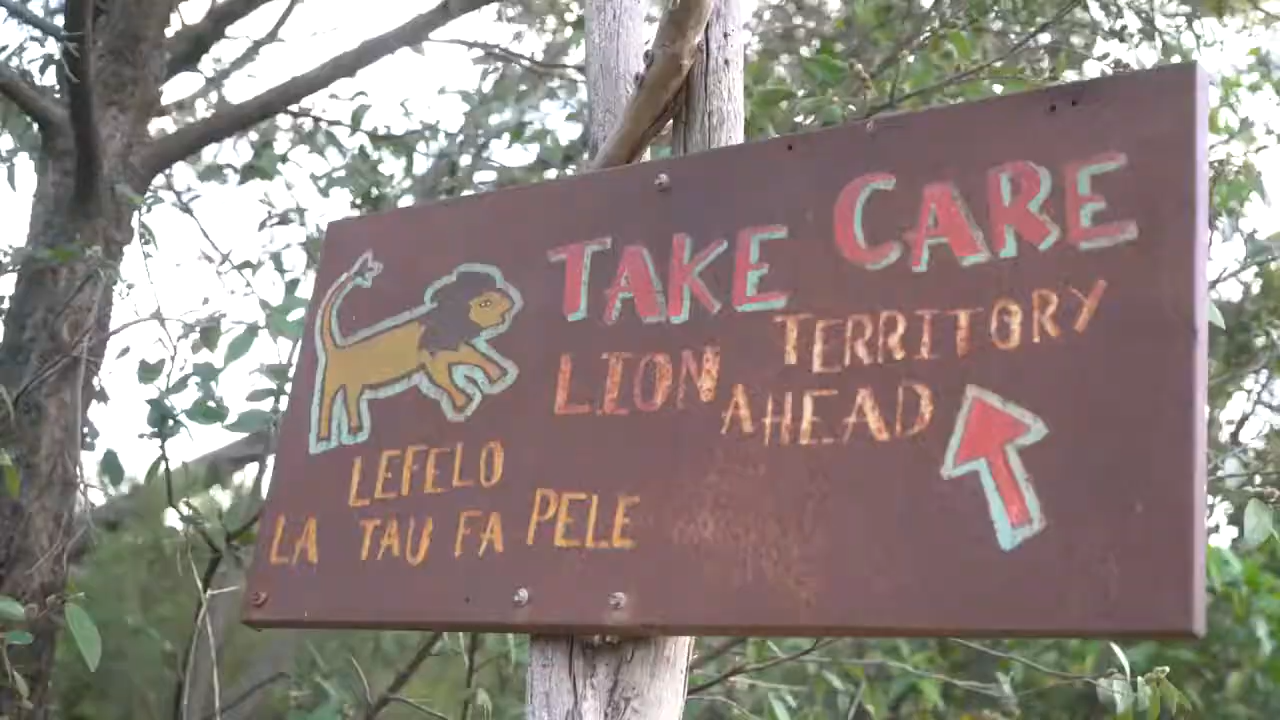 TAKE CARE
LION TERRITORY
AHEAD
LEFELO
LA TAU FA PELE